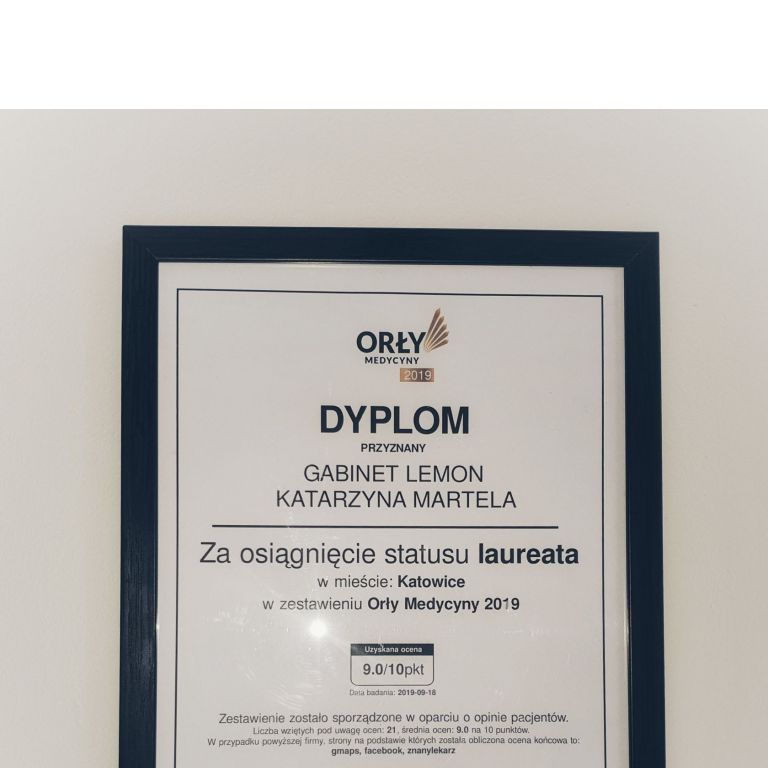 ORŁY
MEDYCYNY
2019
DYPLOM
PRZYZNANY
GABINET LEMON
KATARZYNA MARTELA
Za osiągnięcie statusu laureata
w mieście: Katowice
w zestawieniu Orły Medycyny 2019
Uzyskana ocena
9.0/10pkt
Data badania: 2019-09-18
Zestawienie zostało sporządzone w oparciu o opinie pacjentów.
Liczba wziętych pod uwagę ocen: 21, średnia ocen: 9.0 na 10 punktów.
W przypadku powyższej firmy, strony na podstawie których została obliczona ocena końcowa to:
gmaps, facebook, znanylekarz